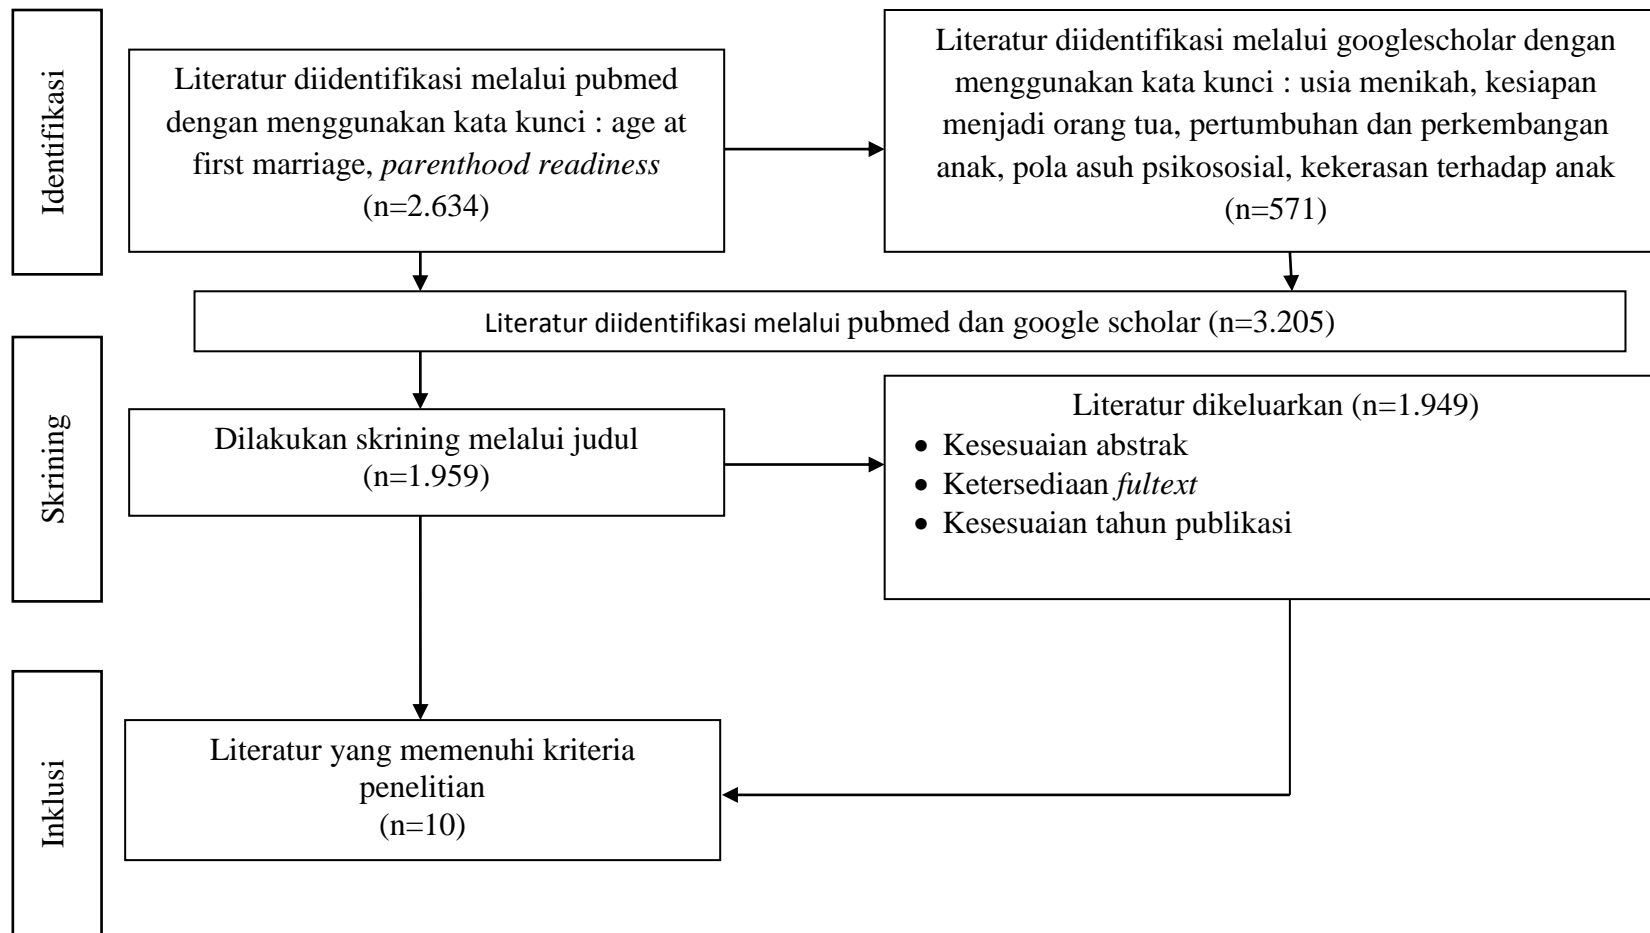 Identifikasi
Literatur diidentifikasi melalui pubmed
dengan menggunakan kata kunci : age at
first marriage, parenthood readiness
(n=2.634)
Literatur diidentifikasi melalui googlescholar dengan
menggunakan kata kunci : usia menikah, kesiapan
menjadi orang tua, pertumbuhan dan perkembangan
anak, pola asuh psikososial, kekerasan terhadap anak
(n=571)
Literatur diidentifikasi melalui pubmed dan google scholar (n=3.205)
Skrining
Dilakukan skrining melalui judul
(n=1.959)
Literatur dikeluarkan (n=1.949)
• Kesesuaian abstrak
• Ketersediaan fultext
• Kesesuaian tahun publikasi
Inklusi
Literatur yang memenuhi kriteria
penelitian
(n=10)